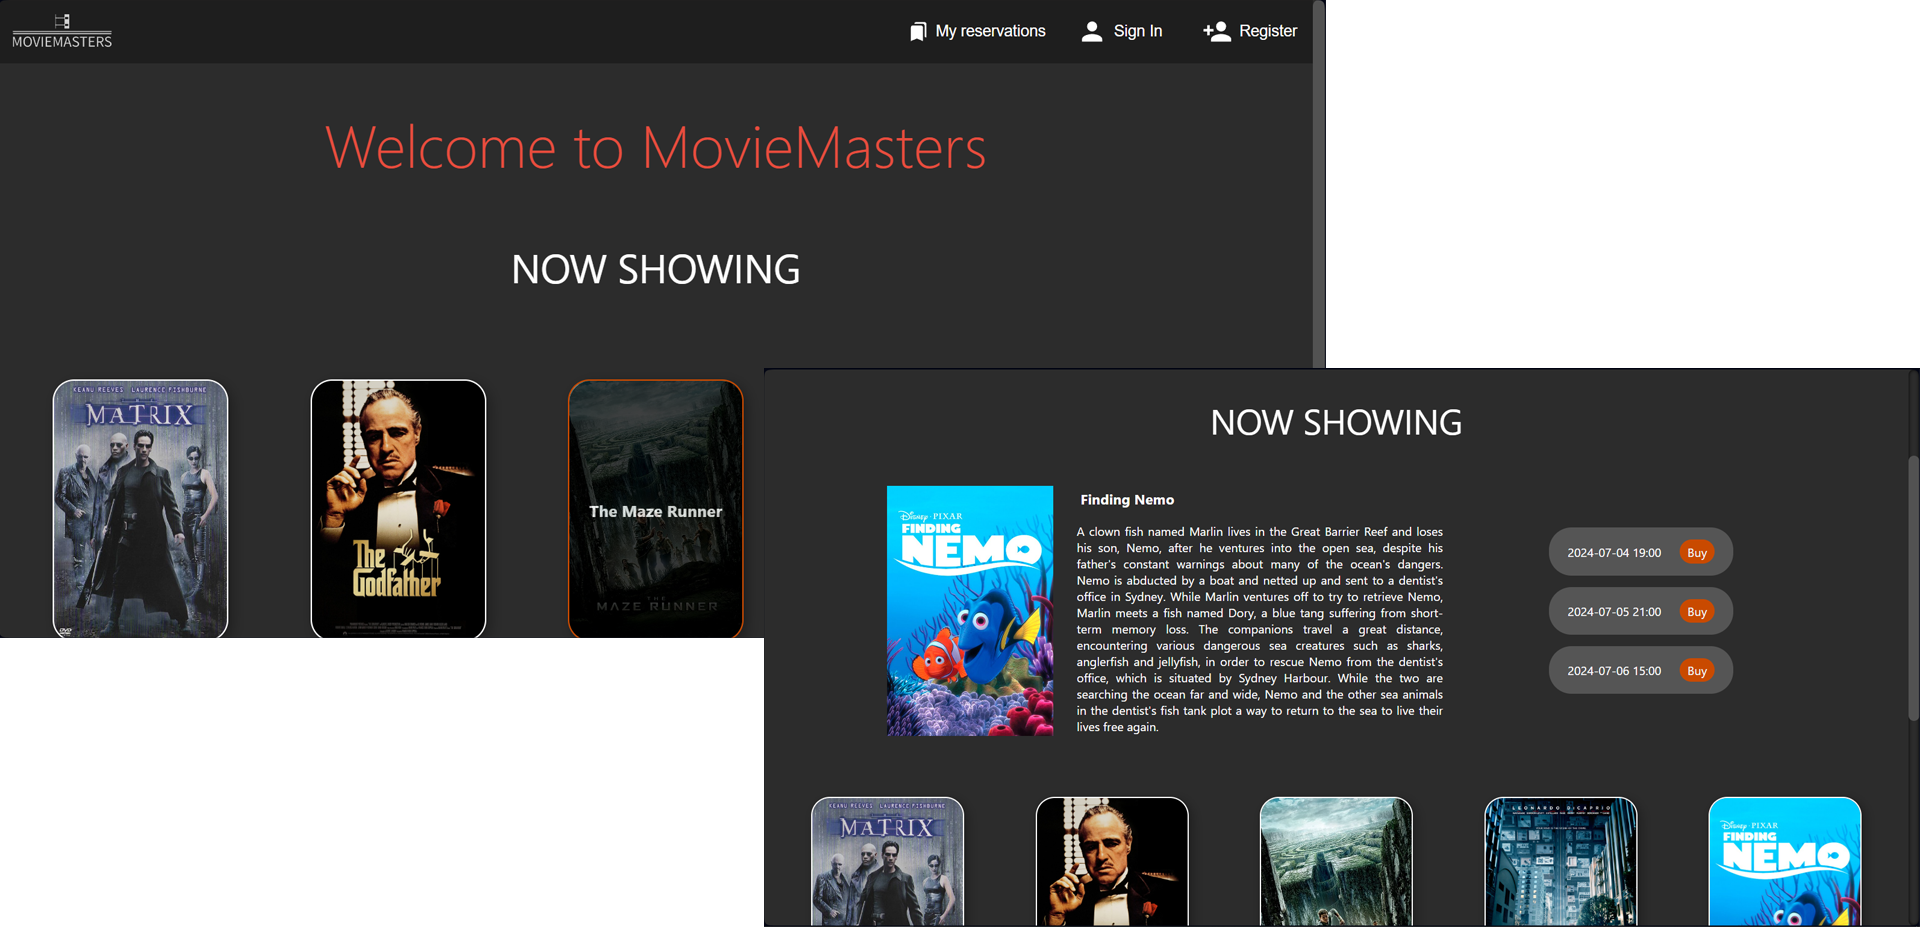 MOVIEMASTERS
My reservations
Sign In
Register
Welcome to MovieMasters
NOW SHOWING
KEANU REEVES LAURENCE FISHBURNE
MATRIX
DVD
The
Godfather
The Maze Runner
THE
MAZE RUNNER
NOW SHOWING
Disney · PIXAR
FINDING
NEMO
Finding Nemo
A clown fish named Marlin lives in the Great Barrier Reef and loses
his son, Nemo, after he ventures into the open sea, despite his
father's constant warnings about many of the ocean's dangers.
Nemo is abducted by a boat and netted up and sent to a dentist's
office in Sydney. While Marlin ventures off to try to retrieve Nemo,
Marlin meets a fish named Dory, a blue tang suffering from short-
term memory loss. The companions travel a great distance,
encountering various dangerous sea creatures such as sharks,
anglerfish and jellyfish, in order to rescue Nemo from the dentist's
office, which is situated by Sydney Harbour. While the two are
searching the ocean far and wide, Nemo and the other sea animals
in the dentist's fish tank plot a way to return to the sea to live their
lives free again.
2024-07-04 19:00 Buy
2024-07-05 21:00 Buy
2024-07-06 15:00 Buy
KEANU REEVES LAURENCE FISHBURNE
MATRIX
LEONARDO DiCAPRIO
Disney PIXAR
FINDING
NEMO